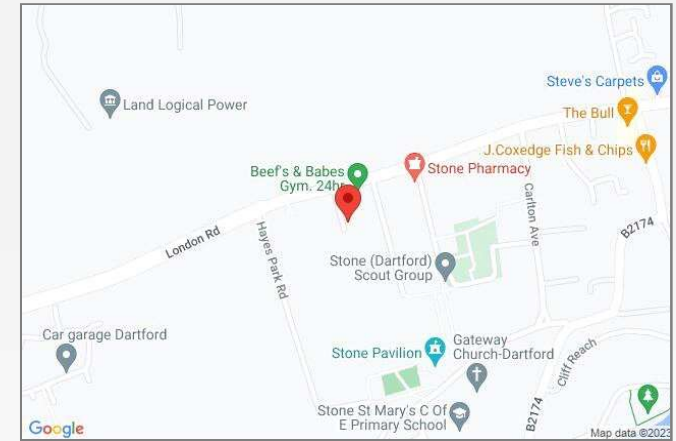 Steve's Carpets
The Bull
Land Logical Power
J.Coxedge Fish & Chips
Beef's & Babes
Gym. 24hr
Stone Pharmacy
Carlton Ave
B2174
London Rd
Hayes Park Rd
Stone (Dartford)
Scout Group
Car garage Dartford
Stone Pavilion
Gateway
Church-Dartford
Cliff Reach
Stone St Mary's C Of
E Primary School
B2174
Google
Map data ©2023